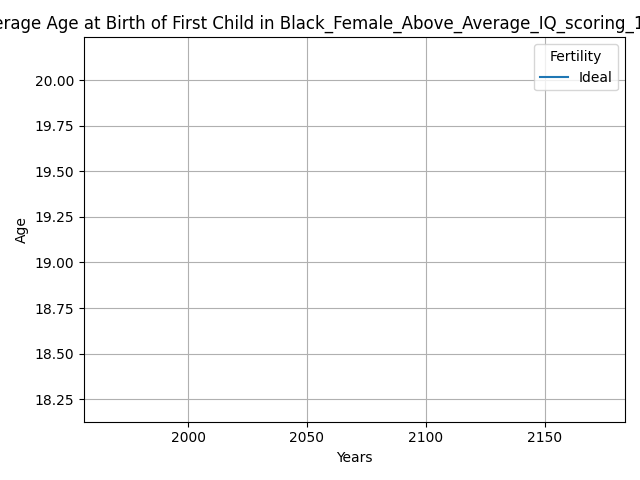 erage Age at Birth of First Child in Black_Female_Above_Average_IQ_scoring_1
Fertility
Ideal
20.00
19.75
19.50
19.25
19.00
18.75
18.50
18.25
Age
2000 2050 2100 2150
Years